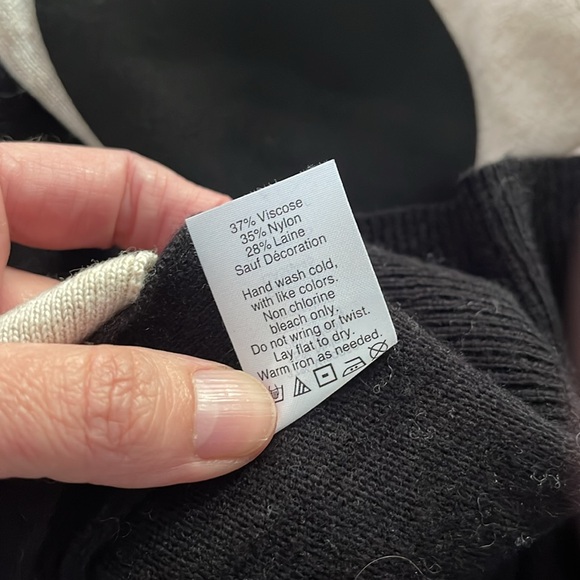 37% Viscose
35% Nylon
28% Laine
Sauf Décoration
Hand wash cold,
with like colors.
Non chlorine
bleach only.
Do not wring or twist.
Lay flat to dry.
Warm iron as needed.